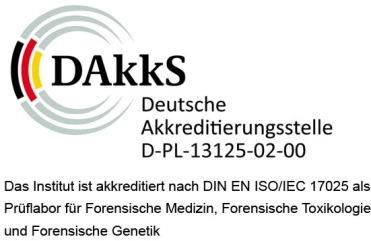 DAkkS
Deutsche
Akkreditierungsstelle
D-PL-13125-02-00
Das Institut ist akkreditiert nach DIN EN ISO/IEC 17025 als
Prüflabor für Forensische Medizin, Forensische Toxikologie
und Forensische Genetik